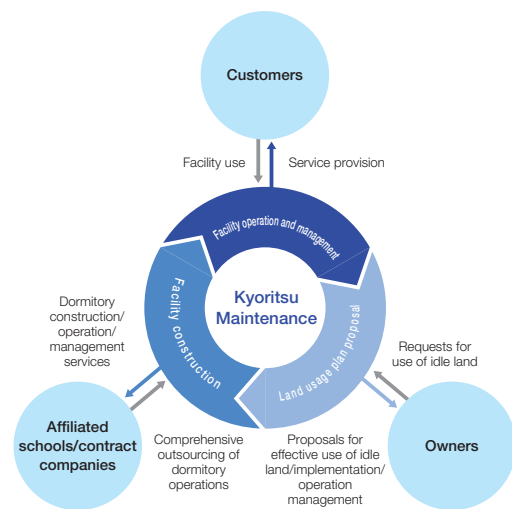 Customers
Facility use
Service provision
Facility operation and management
Kyoritsu
Maintenance
Facility construction
Land usage plan proposal
Dormitory
construction/
operation/
management
services
Requests for
use of idle land
Affiliated
schools/contract
companies
Comprehensive
outsourcing of
dormitory
operations
Proposals for
effective use of idle
land/implementation/
operation
management
Owners